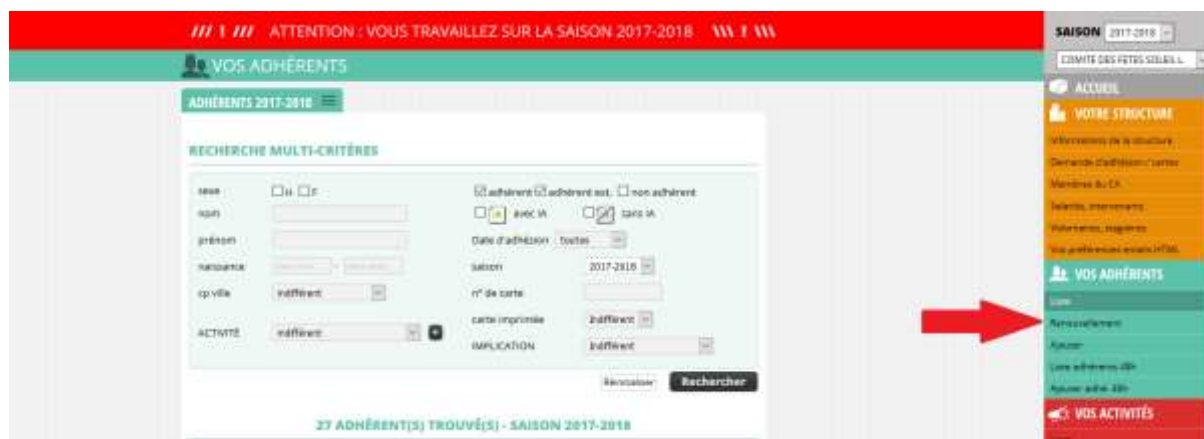 /// ! /// ATTENTION : VOUS TRAVAILLEZ SUR LA SAISON 2017-2018 \\\ ! \\\
VOS ADHÉRENTS
ADHÉRENTS 2017-2018
RECHERCHE MULTI-CRITÈRES
sexe H F
nom
prénom
naissance
cp ville indifférent
ACTIVITÉ indifférent
adhérent adhérent ext. non adhérent
avec IA sans IA
Date d'adhésion toutes
saison 2017-2018
n° de carte
carte imprimée Indifférent
IMPLICATION Indifférent
Réinitialiser Rechercher
27 ADHÉRENT(S) TROUVÉ(S) - SAISON 2017-2018
SAISON 2017-2018
COMITE DES FETES SOLEIL L
ACCUEIL
VOTRE STRUCTURE
Informations de la structure
Demande d'adhésion / cartes
Membres du CA
Salariés, intervenants
Volontaires, stagiaires
Vos préférences emails HTML
VOS ADHÉRENTS
Liste
Renouvellement
Ajouter
Liste adhérents 48h
Ajouter adhé. 48h
VOS ACTIVITÉS